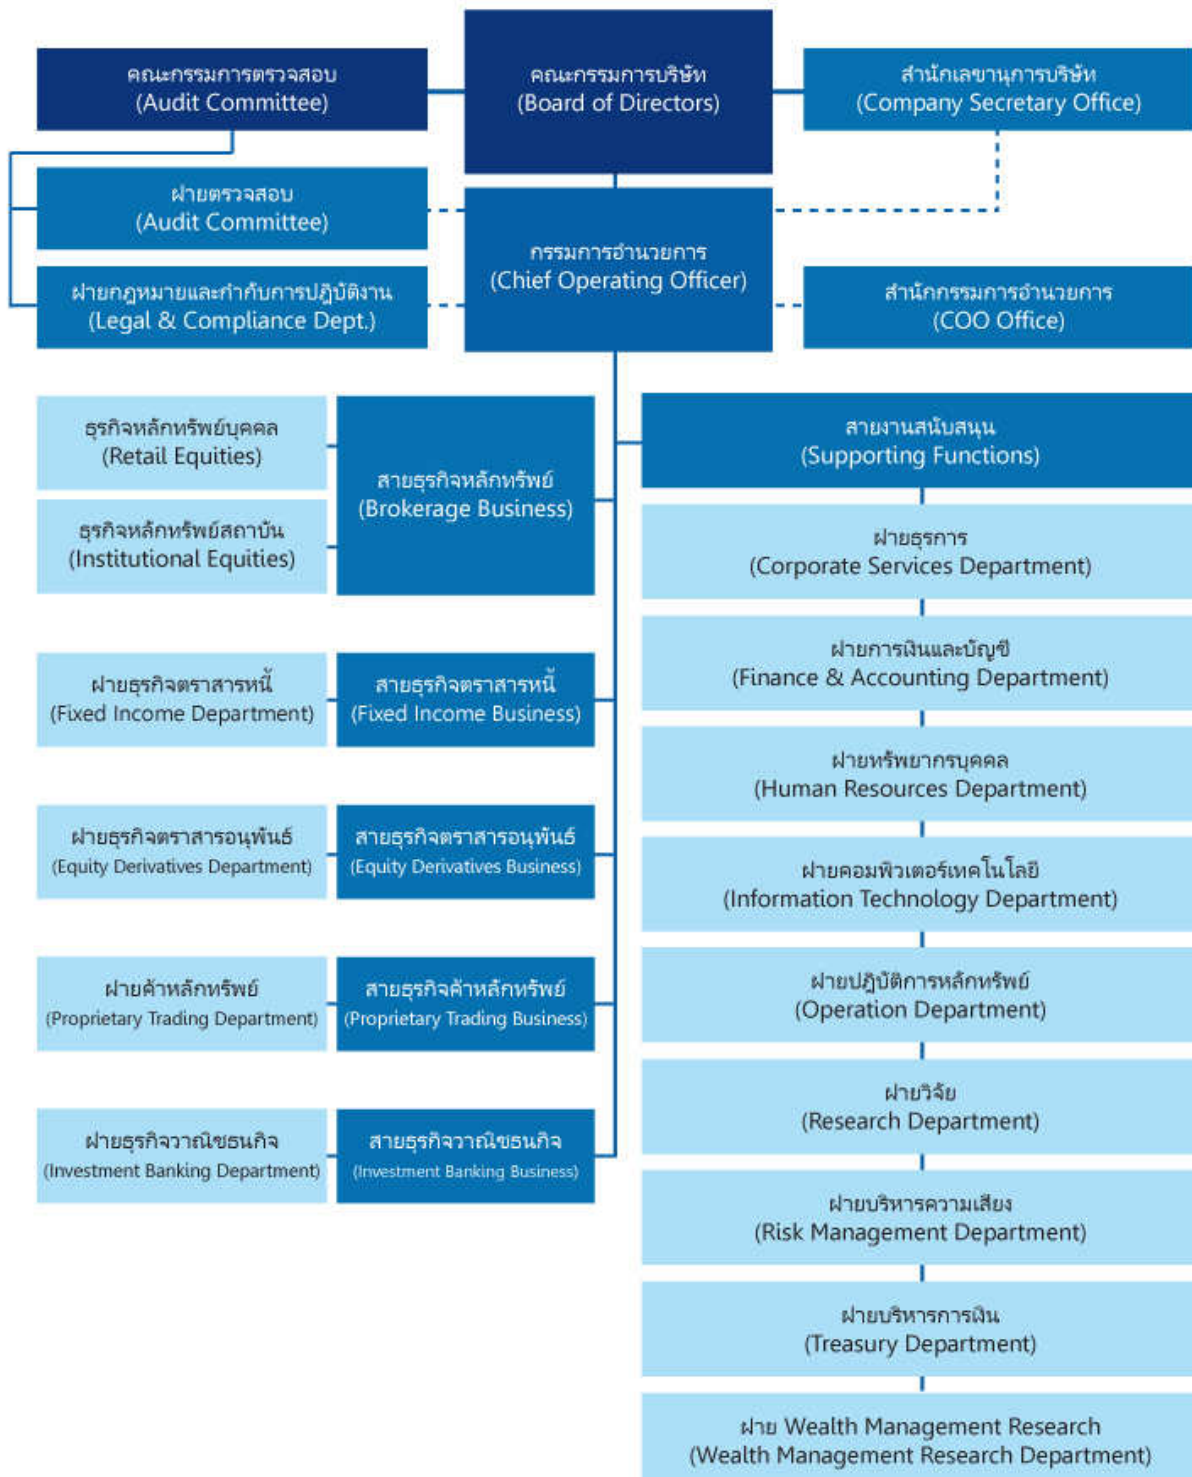 คณะกรรมการตรวจสอบ
(Audit Committee)
คณะกรรมการบริษัท
(Board of Directors)
สำนักเลขานุการบริษัท
(Company Secretary Office)
ฝ่ายตรวจสอบ
(Audit Committee)
กรรมการอำนวยการ
(Chief Operating Officer)
ฝ่ายกฎหมายและกำกับการปฏิบัติงาน
(Legal & Compliance Dept.)
สำนักกรรมการอำนวยการ
(COO Office)
ธุรกิจหลักทรัพย์บุคคล
(Retail Equities)
ธุรกิจหลักทรัพย์สถาบัน
(Institutional Equities)
สายธุรกิจหลักทรัพย์
(Brokerage Business)
ฝ่ายธุรกิจตราสารหนี้
(Fixed Income Department)
สายธุรกิจตราสารหนี้
(Fixed Income Business)
ฝ่ายธุรกิจตราสารอนุพันธ์
(Equity Derivatives Department)
สายธุรกิจตราสารอนุพันธ์
(Equity Derivatives Business)
ฝ่ายค้าหลักทรัพย์
(Proprietary Trading Department)
สายธุรกิจค้าหลักทรัพย์
(Proprietary Trading Business)
ฝ่ายธุรกิจวาณิชธนกิจ
(Investment Banking Department)
สายธุรกิจวาณิชธนกิจ
(Investment Banking Business)
สายงานสนับสนุน
(Supporting Functions)
ฝ่ายธุรการ
(Corporate Services Department)
ฝ่ายการเงินและบัญชี
(Finance & Accounting Department)
ฝ่ายทรัพยากรบุคคล
(Human Resources Department)
ฝ่ายคอมพิวเตอร์เทคโนโลยี
(Information Technology Department)
ฝ่ายปฏิบัติการหลักทรัพย์
(Operation Department)
ฝ่ายวิจัย
(Research Department)
ฝ่ายบริหารความเสี่ยง
(Risk Management Department)
ฝ่ายบริหารการเงิน
(Treasury Department)
ฝ่าย Wealth Management Research
(Wealth Management Research Department)